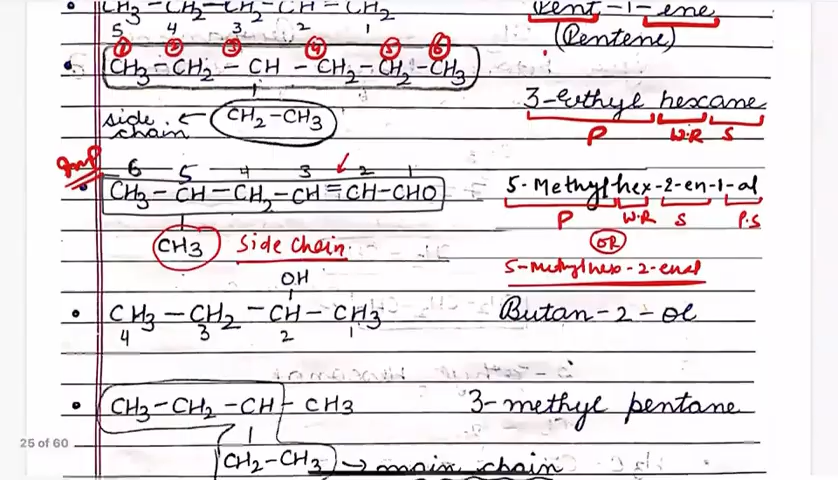 CH3 – CH2 – CH2 – CH = CH2 Pent-1-ene
5 4 3 2 1 (Pentene)
1 2 3 4 5 6
CH3 – CH2 – CH – CH2 – CH2 – CH3
side chain ← CH2 – CH3
3-Ethyl hexane
P W.R S
Imp
6 5 4 3 2 1
CH3 – CH – CH2 – CH = CH – CHO 5-Methylhex-2-en-1-al
P W.R S P.S
CH3 Side Chain.
OR
5-Methylhex-2-enal
OH
CH3 – CH2 – CH – CH3 Butan-2-ol
4 3 2 1
CH3 – CH2 – CH – CH3 3-methyl pentane
25 of 60
CH2 – CH3 → main chain